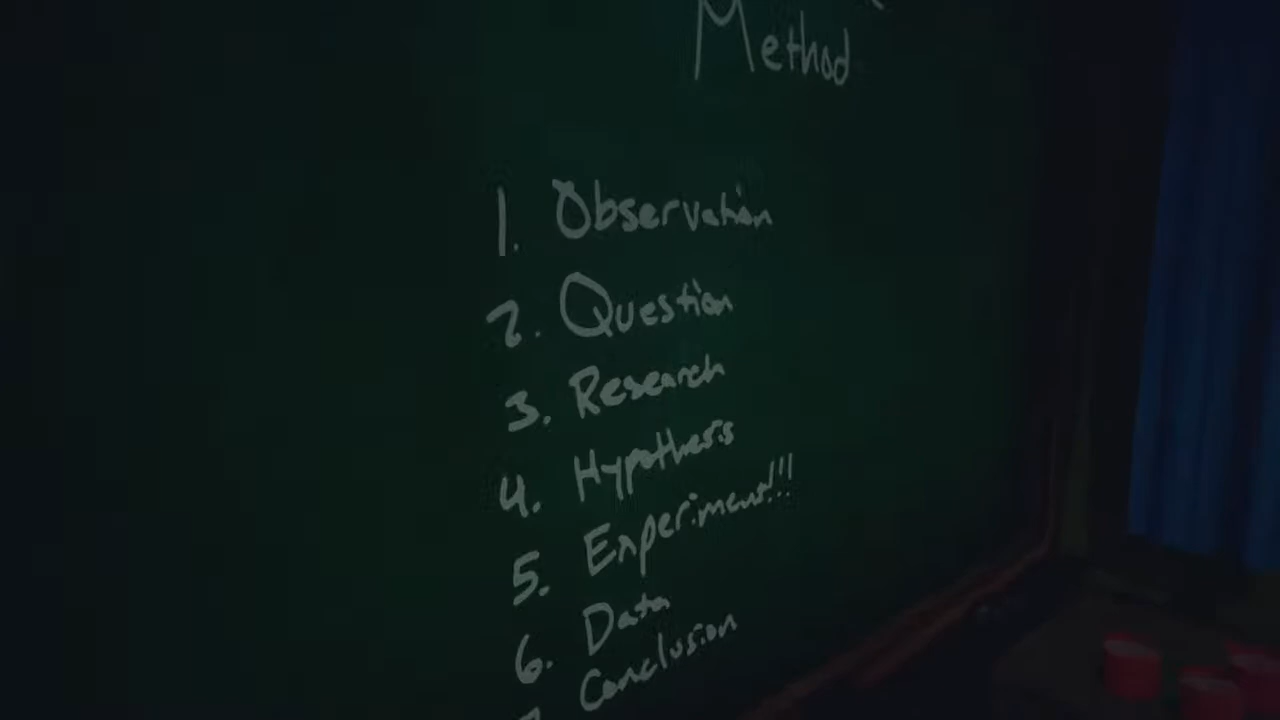 Method
1. Observation
2. Question
3. Research
4. Hypothesis
5. Experiment!!!
6. Data
Conclusion